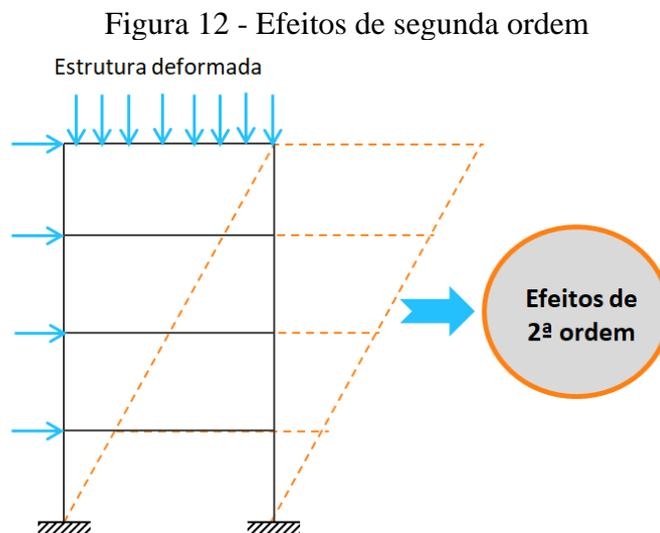 Figura 12 - Efeitos de segunda ordem
Estrutura deformada
Efeitos de
2ª ordem